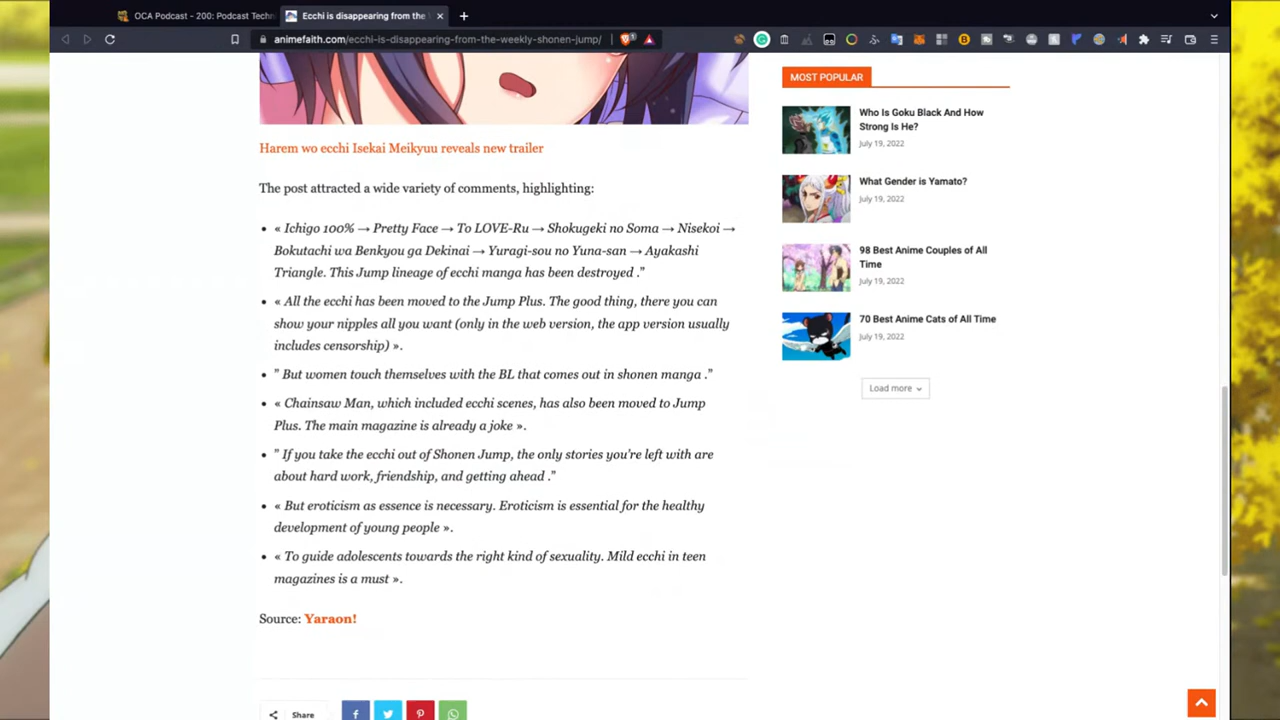 OCA Podcast - 200: Podcast Techn
Ecchi is disappearing from the
animefaith.com/ecchi-is-disappearing-from-the-weekly-shonen-jump/
Harem wo ecchi Isekai Meikyuu reveals new trailer
The post attracted a wide variety of comments, highlighting:
• « Ichigo 100% → Pretty Face → To LOVE-Ru → Shokugeki no Soma → Nisekoi →
Bokutachi wa Benkyou ga Dekinai → Yuragi-sou no Yuna-san → Ayakashi
Triangle. This Jump lineage of ecchi manga has been destroyed .”
• « All the ecchi has been moved to the Jump Plus. The good thing, there you can
show your nipples all you want (only in the web version, the app version usually
includes censorship) ».
• ” But women touch themselves with the BL that comes out in shonen manga .”
• « Chainsaw Man, which included ecchi scenes, has also been moved to Jump
Plus. The main magazine is already a joke ».
• ” If you take the ecchi out of Shonen Jump, the only stories you’re left with are
about hard work, friendship, and getting ahead .”
• « But eroticism as essence is necessary. Eroticism is essential for the healthy
development of young people ».
• « To guide adolescents towards the right kind of sexuality. Mild ecchi in teen
magazines is a must ».
Source: Yaraon!
Share
MOST POPULAR
Who Is Goku Black And How
Strong Is He?
July 19, 2022
What Gender is Yamato?
July 19, 2022
98 Best Anime Couples of All
Time
July 19, 2022
70 Best Anime Cats of All Time
July 19, 2022
Load more